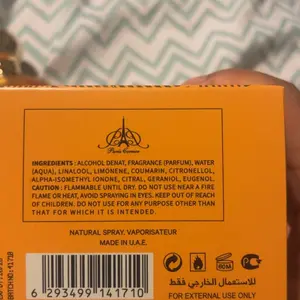 Paris Corner
INGREDIENTS : ALCOHOL DENAT, FRAGRANCE (PARFUM), WATER
(AQUA), LINALOOL, LIMONENE, COUMARIN, CITRONELLOL,
ALPHA-ISOMETHYL IONONE, CITRAL, GERANIOL, EUGENOL.
CAUTION : FLAMMABLE UNTIL DRY. DO NOT USE NEAR A FIRE
FLAME OR HEAT, AVOID SPRAYING IN EYES. KEEP OUT OF REACH
OF CHILDREN. DO NOT USE FOR ANY PURPOSE OTHER THAN
THAT FOR WHICH IT IS INTENDED.
NATURAL SPRAY. VAPORISATEUR
MADE IN U.A.E.
60M
للاستعمال الخارجي فقط
FOR EXTERNAL USE ONLY
6 293499 141710